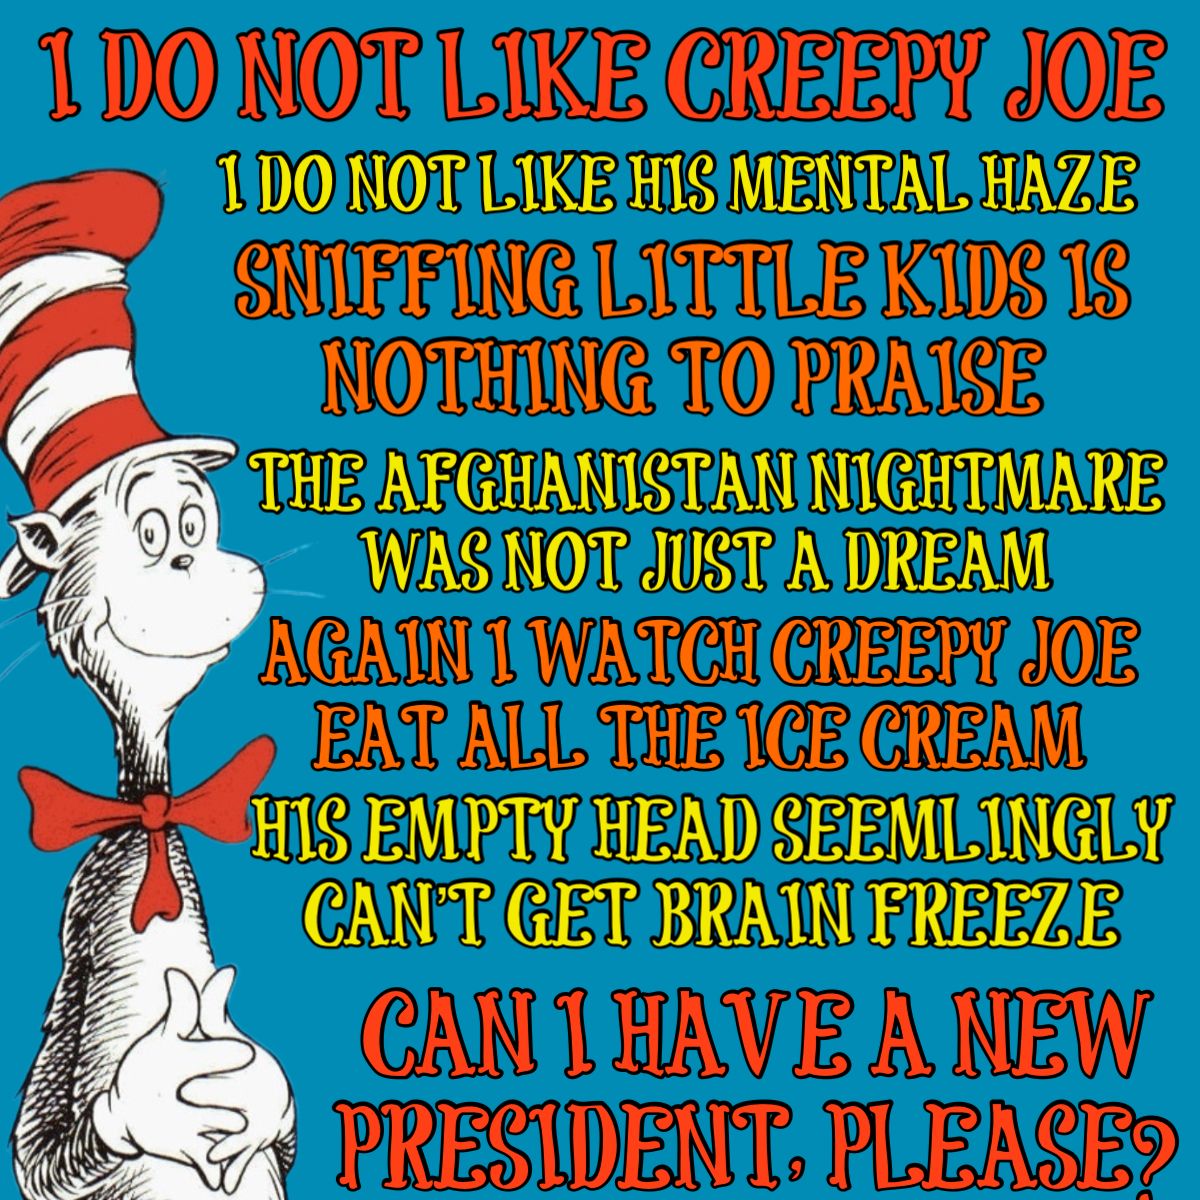 I DO NOT LIKE CREEPY JOE
I DO NOT LIKE HIS MENTAL HAZE
SNIFFING LITTLE KIDS IS
NOTHING TO PRAISE
THE AFGHANISTAN NIGHTMARE
WAS NOT JUST A DREAM
AGAIN I WATCH CREEPY JOE
EAT ALL THE ICE CREAM
HIS EMPTY HEAD SEEMLINGLY
CAN'T GET BRAIN FREEZE
CAN I HAVE A NEW
PRESIDENT, PLEASE?